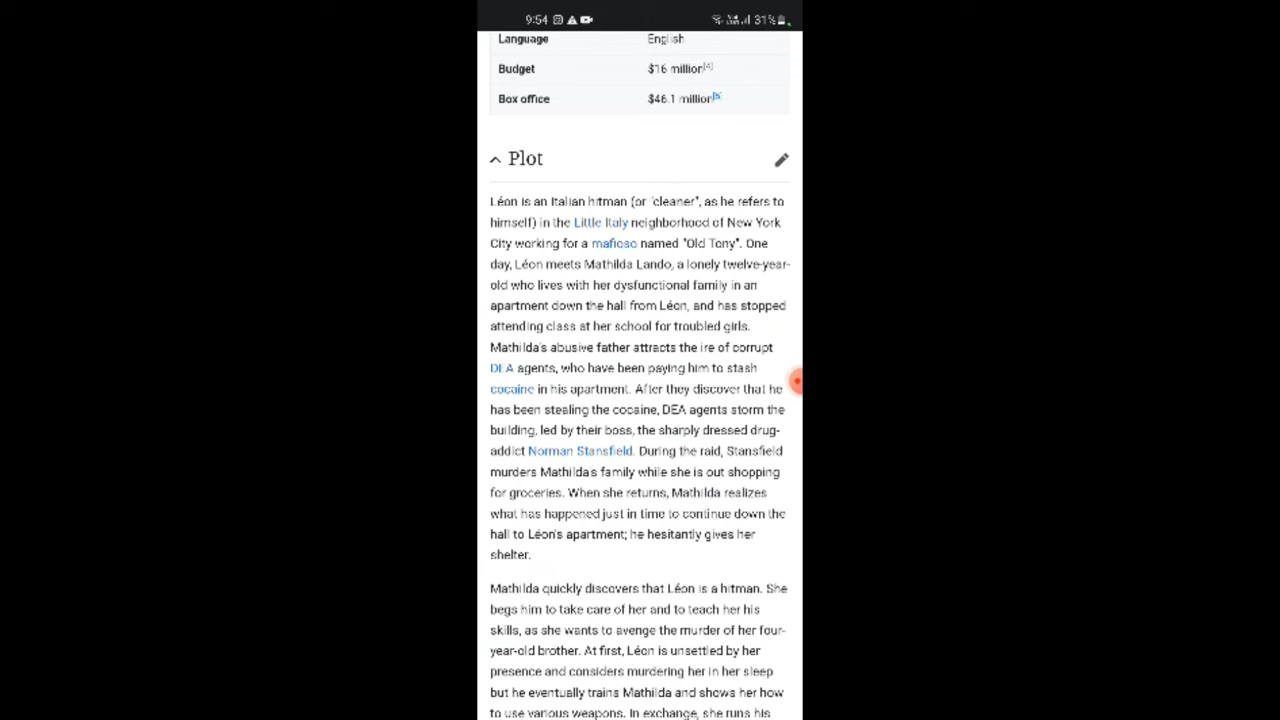 9:54 31%
Language English
Budget $16 million[4]
Box office $46.1 million[5]
Plot
Léon is an Italian hitman (or "cleaner", as he refers to
himself) in the Little Italy neighborhood of New York
City working for a mafioso named "Old Tony". One
day, Léon meets Mathilda Lando, a lonely twelve-year-
old who lives with her dysfunctional family in an
apartment down the hall from Léon, and has stopped
attending class at her school for troubled girls.
Mathilda's abusive father attracts the ire of corrupt
DEA agents, who have been paying him to stash
cocaine in his apartment. After they discover that he
has been stealing the cocaine, DEA agents storm the
building, led by their boss, the sharply dressed drug-
addict Norman Stansfield. During the raid, Stansfield
murders Mathilda's family while she is out shopping
for groceries. When she returns, Mathilda realizes
what has happened just in time to continue down the
hall to Léon's apartment; he hesitantly gives her
shelter.
Mathilda quickly discovers that Léon is a hitman. She
begs him to take care of her and to teach her his
skills, as she wants to avenge the murder of her four-
year-old brother. At first, Léon is unsettled by her
presence and considers murdering her in her sleep
but he eventually trains Mathilda and shows her how
to use various weapons. In exchange, she runs his